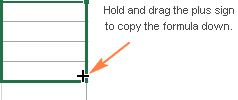 Hold and drag the plus sign
to copy the formula down.